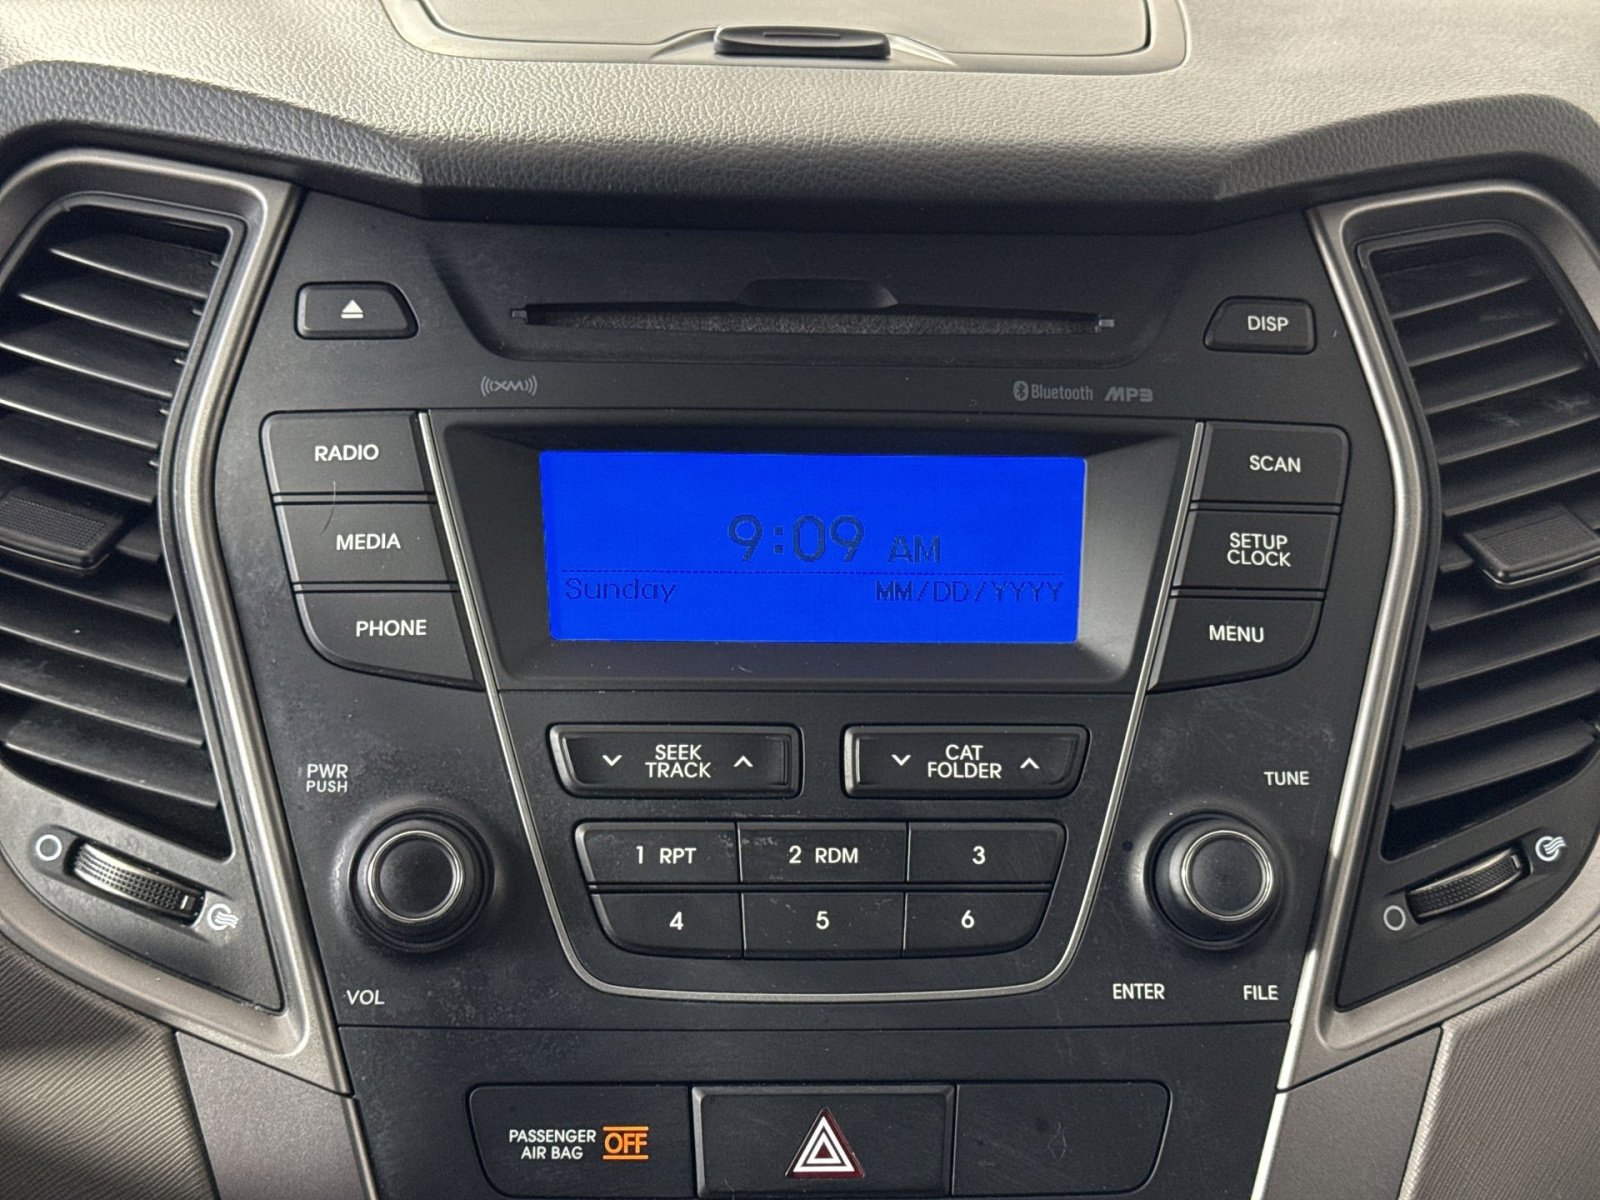 DISP
((XM))
Bluetooth MP3
RADIO
SCAN
9:09 AM
MEDIA
SETUP
CLOCK
Sunday MM/DD/YYYY
PHONE
MENU
SEEK
TRACK
CAT
FOLDER
PWR
PUSH
TUNE
1 RPT
2 RDM
3
4
5
6
VOL
ENTER
FILE
PASSENGER
AIR BAG
OFF